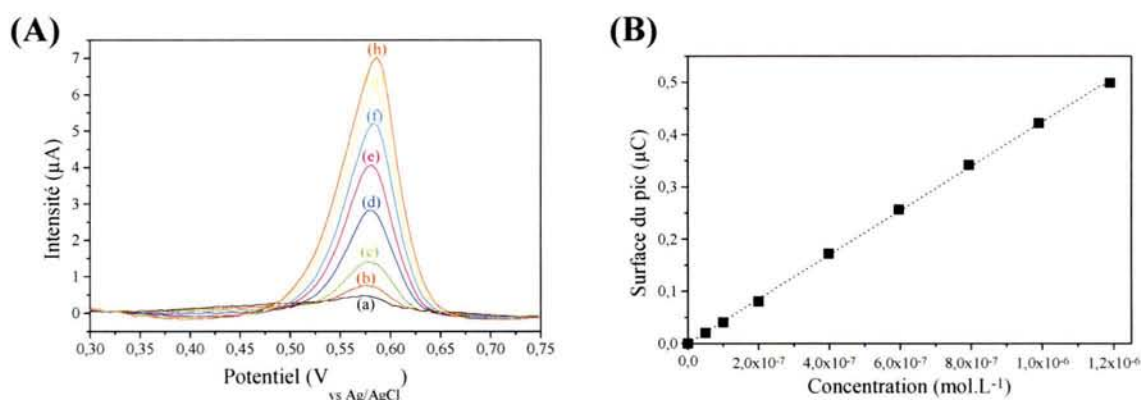 (A)
Intensité (µA)
7
6
5
4
3
2
1
0
(h)
(f)
(e)
(d)
(c)
(b)
(a)
0,30 0,35 0,40 0,45 0,50 0,55 0,60 0,65 0,70 0,75
Potentiel (V vs Ag/AgCl)
(B)
Surface du pic (µC)
0,5
0,4
0,3
0,2
0,1
0,0
0,0 2,0x10⁻⁷ 4,0x10⁻⁷ 6,0x10⁻⁷ 8,0x10⁻⁷ 1,0x10⁻⁶ 1,2x10⁻⁶
Concentration (mol.L⁻¹)